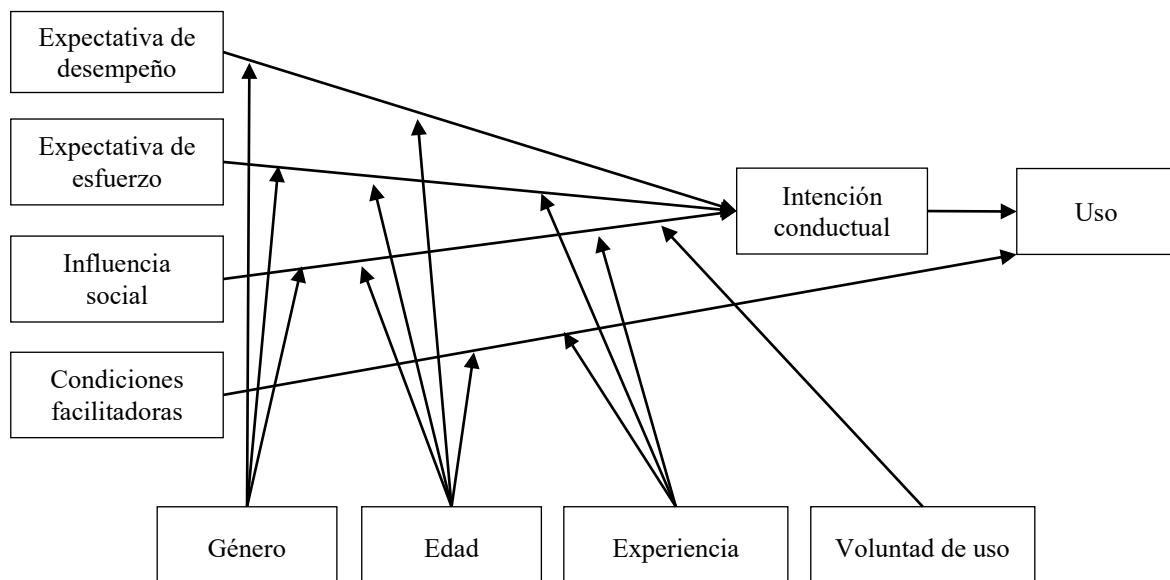 Expectativa de
desempeño
Expectativa de
esfuerzo
Intención
conductual
Uso
Influencia
social
Condiciones
facilitadoras
Género
Edad
Experiencia
Voluntad de uso